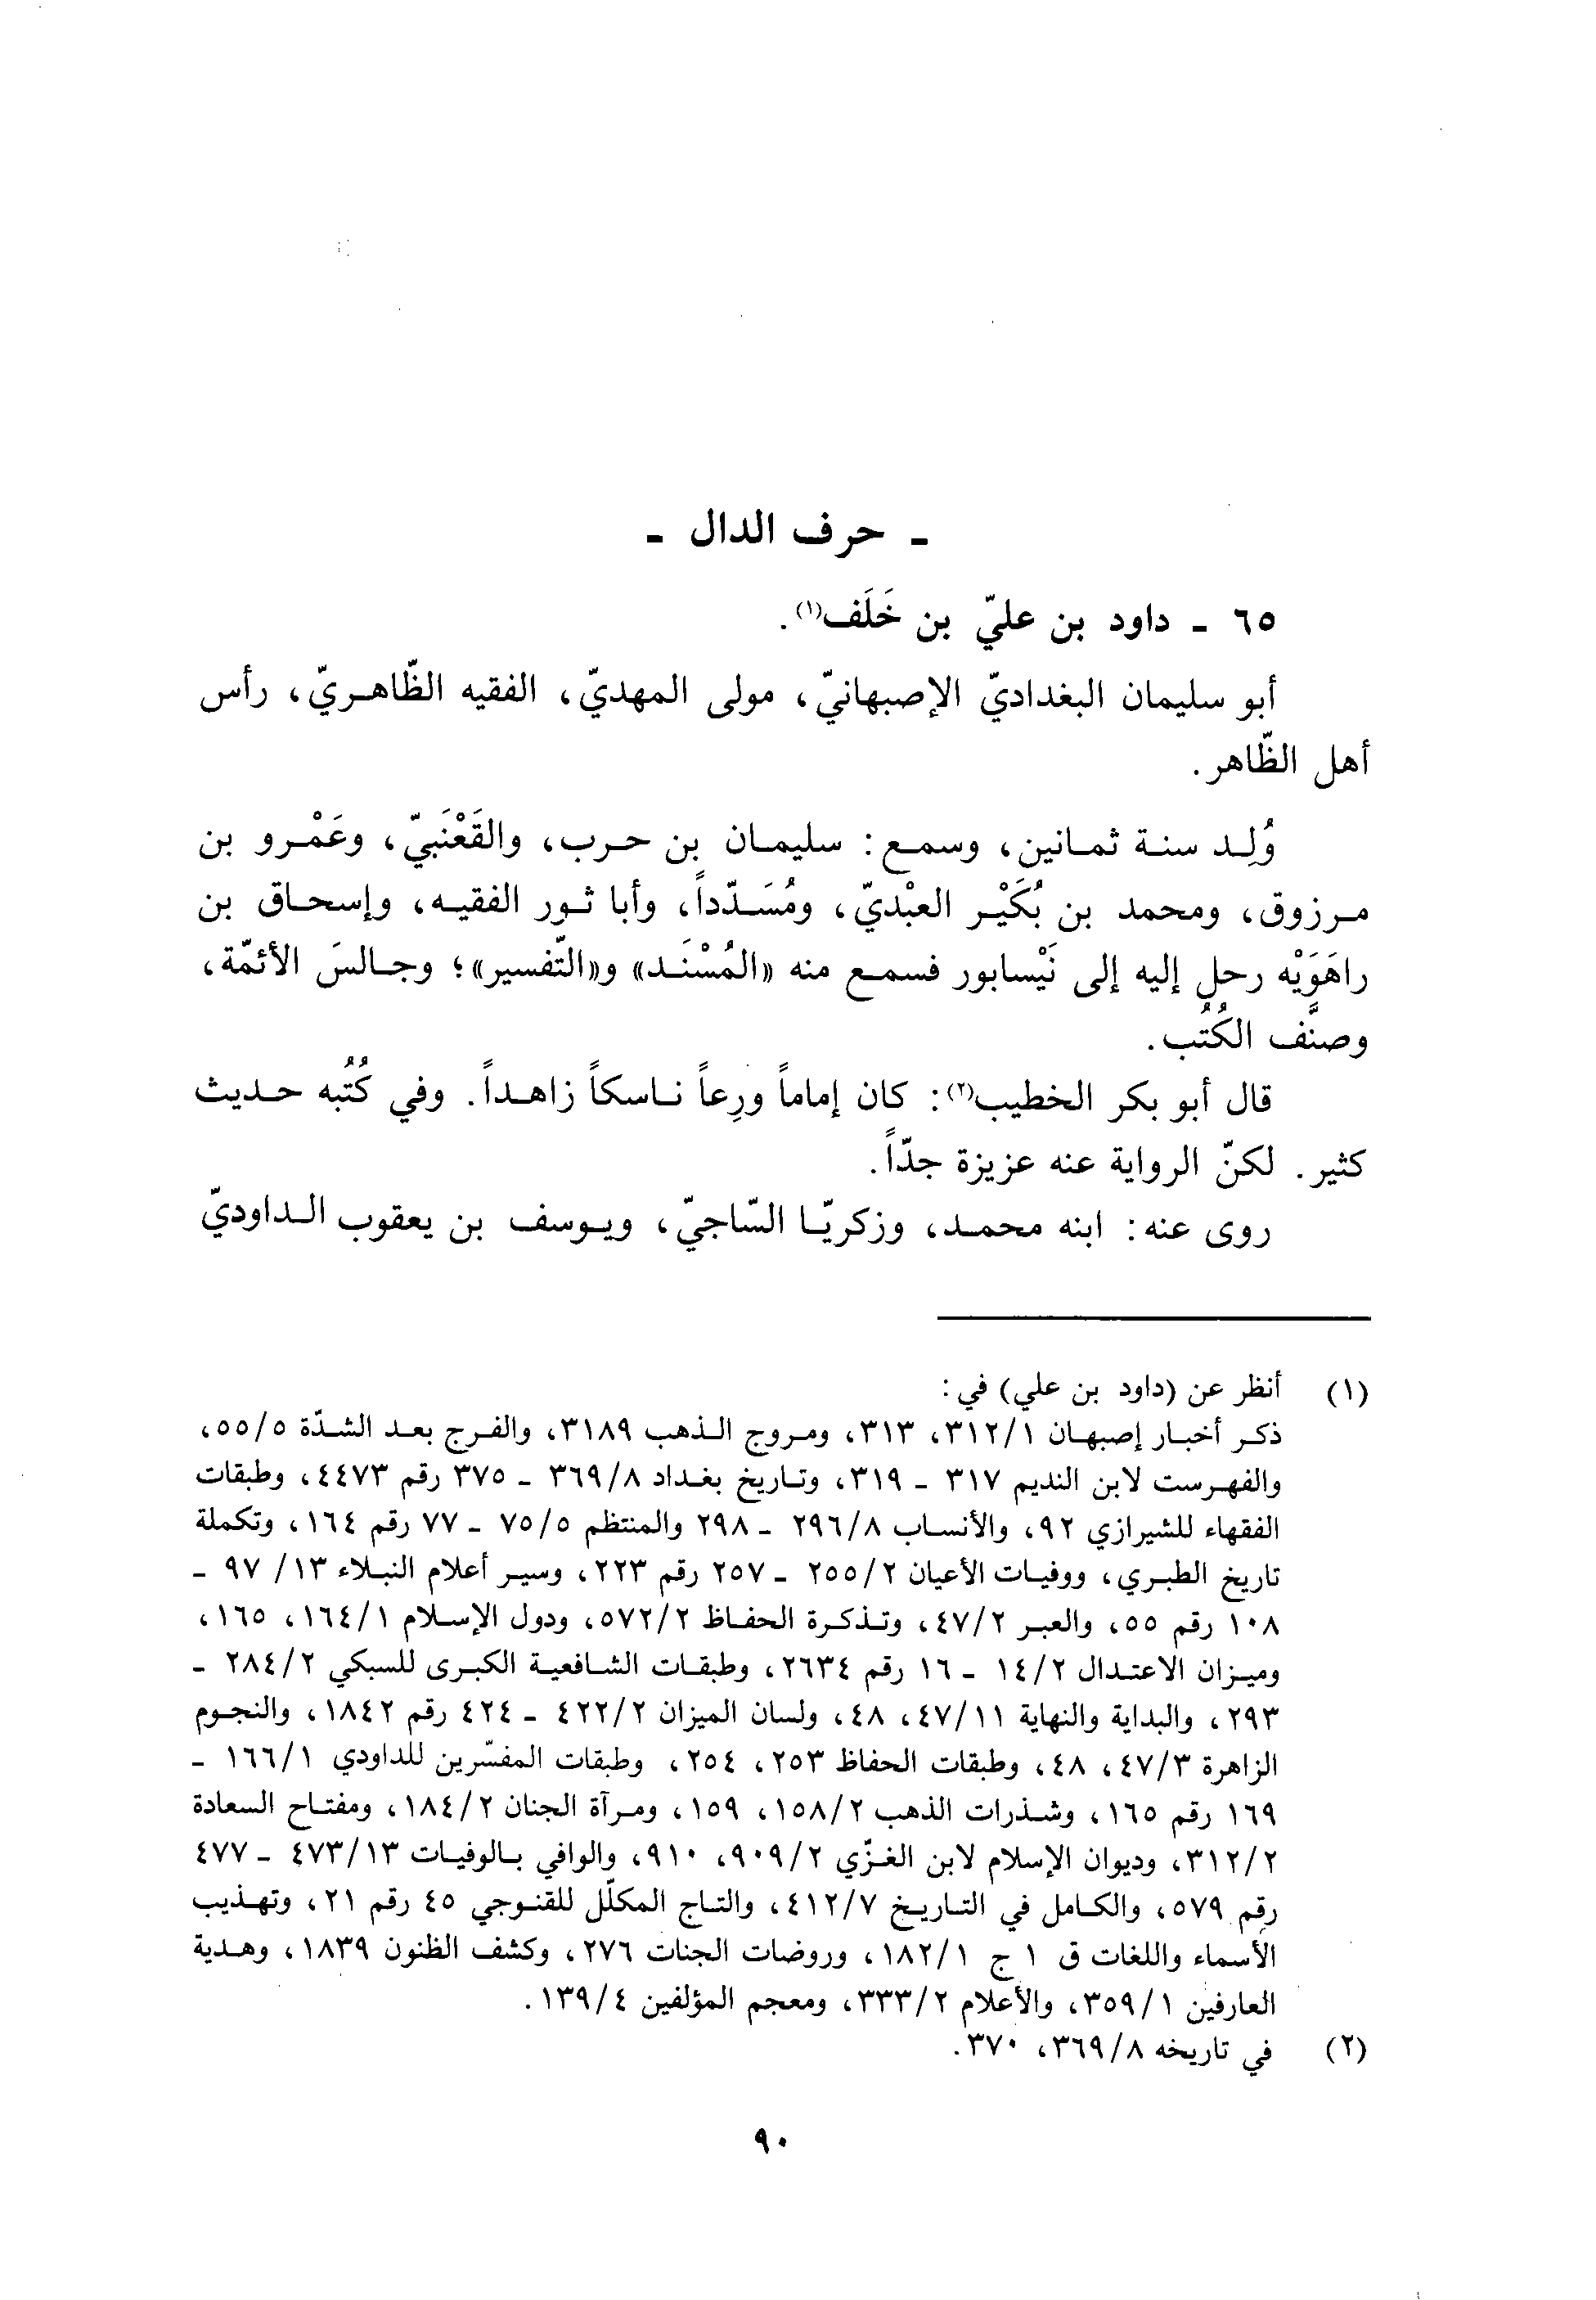 ـ حرف الدال ـ
٦٥ ـ داود بن عليّ بن خَلَف(١).
أبو سليمان البغداديّ الإصبهانيّ، مولى المهديّ، الفقيه الظّاهريّ، رأس
أهل الظّاهر.
وُلِد سنة ثمانين، وسمع: سليمان بن حرب، والقَعْنَبيّ، وعَمْرو بن
مرزوق، ومحمد بن بُكَيْر العبْديّ، ومُسَدّداً، وأبا ثور الفقيه، وإسحاق بن
راهَوَيْه رحل إليه إلى نَيْسابور فسمع منه «المُسْنَد» و«التّفسير»؛ وجالسَ الأئمّة،
وصنَّف الكُتُب.
قال أبو بكر الخطيب(٢): كان إماماً ورِعاً ناسكاً زاهداً. وفي كُتُبه حديث
كثير. لكنّ الرواية عنه عزيزة جدّاً.
روى عنه: ابنه محمد، وزكريّا السّاجيّ، ويوسف بن يعقوب الداوديّ
(١) أنظر عن (داود بن علي) في:
ذكر أخبار إصبهان ٣١٢/١، ٣١٣، ومروج الذهب ٣١٨٩، والفرج بعد الشدّة ٥٥/٥،
والفهرست لابن النديم ٣١٧ ـ ٣١٩، وتاريخ بغداد ٣٦٩/٨ ـ ٣٧٥ رقم ٤٤٧٣، وطبقات
الفقهاء للشيرازي ٩٢، والأنساب ٢٩٦/٨ ـ ٢٩٨ والمنتظم ٧٥/٥ ـ ٧٧ رقم ١٦٤، وتكملة
تاريخ الطبري، ووفيات الأعيان ٢٥٥/٢ ـ ٢٥٧ رقم ٢٢٣، وسير أعلام النبلاء ١٣/ ٩٧ ـ
١٠٨ رقم ٥٥، والعبر ٤٧/٢، وتذكرة الحفاظ ٥٧٢/٢، ودول الإسلام ١٦٤/١، ١٦٥،
وميزان الاعتدال ١٤/٢ ـ ١٦ رقم ٢٦٣٤، وطبقات الشافعية الكبرى للسبكي ٢٨٤/٢ ـ
٢٩٣، والبداية والنهاية ٤٧/١١، ٤٨، ولسان الميزان ٤٢٢/٢ ـ ٤٢٤ رقم ١٨٤٢، والنجوم
الزاهرة ٤٧/٣، ٤٨، وطبقات الحفاظ ٢٥٣، ٢٥٤، وطبقات المفسّرين للداودي ١٦٦/١ ـ
١٦٩ رقم ١٦٥، وشذرات الذهب ١٥٨/٢، ١٥٩، ومرآة الجنان ١٨٤/٢، ومفتاح السعادة
٣١٢/٢، وديوان الإسلام لابن الغزّي ٩٠٩/٢، ٩١٠، والوافي بالوفيات ٤٧٣/١٣ ـ ٤٧٧
رقم ٥٧٩، والكامل في التاريخ ٤١٢/٧، والتاج المكلّل للقنوجي ٤٥ رقم ٢١، وتهذيب
الأسماء واللغات ق ١ ج ١٨٢/١، وروضات الجنات ٢٧٦، وكشف الظنون ١٨٣٩، وهدية
العارفين ٣٥٩/١، والأعلام ٣٣٣/٢، ومعجم المؤلفين ١٣٩/٤.
(٢) في تاريخه ٣٦٩/٨، ٣٧٠.
٩٠